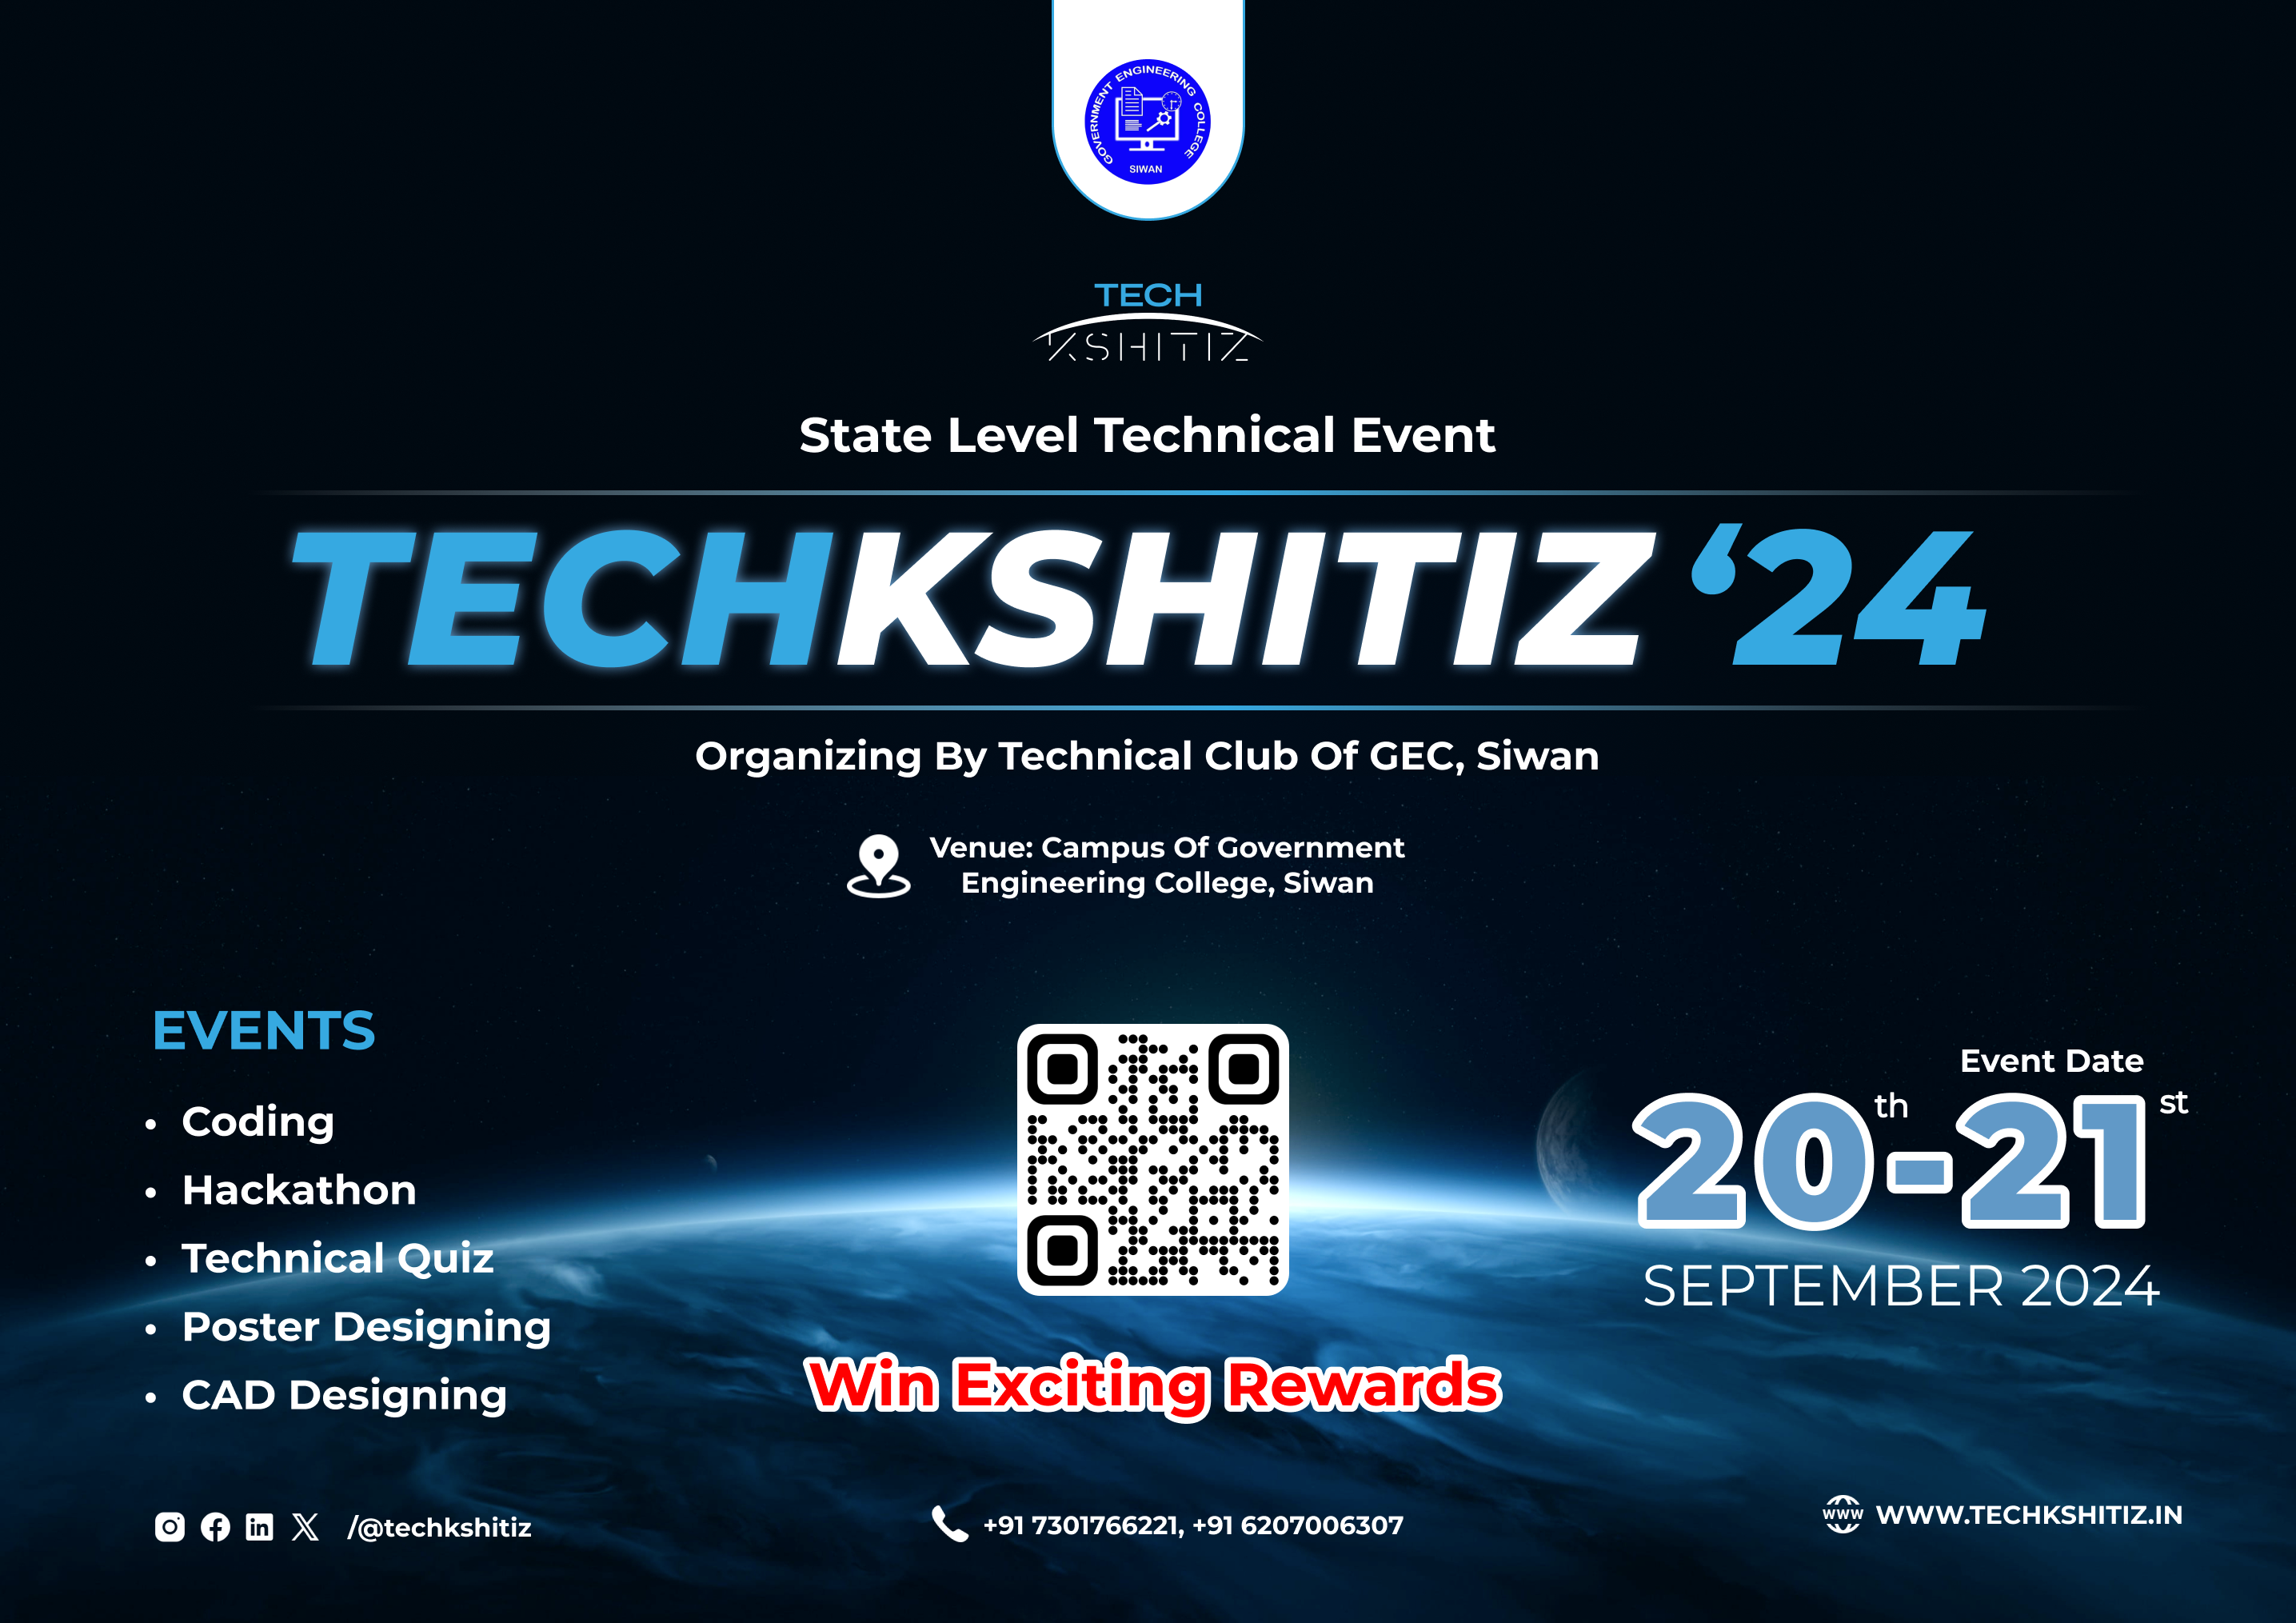 GOVERNMENT ENGINEERING COLLEGE
SIWAN
TECH
KSHITIZ
State Level Technical Event
TECHKSHITIZ ‘24
Organizing By Technical Club Of GEC, Siwan
Venue: Campus Of Government
Engineering College, Siwan
EVENTS
• Coding
• Hackathon
• Technical Quiz
• Poster Designing
• CAD Designing
Win Exciting Rewards
Event Date
20th-21st
SEPTEMBER 2024
/@techkshitiz
+91 7301766221, +91 6207006307
WWW WWW.TECHKSHITIZ.IN